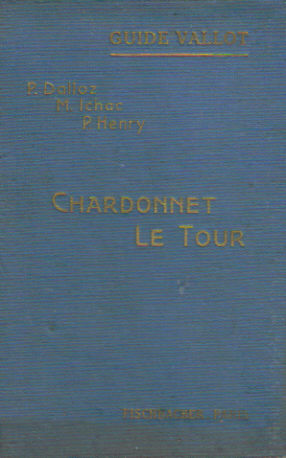 GUIDE VALLOT
P. Dalloz
M. Ichac
P. Henry
CHARDONNET
LE TOUR
FISCHBACHER PARIS